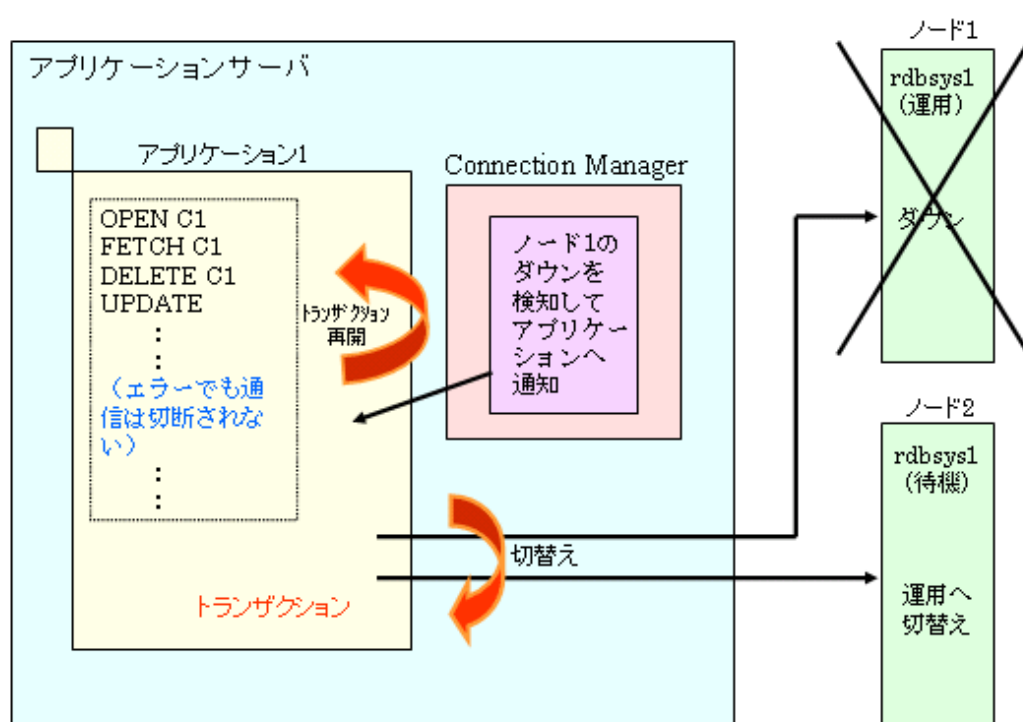 ノード1
アプリケーションサーバ
rdbsys1
(運用)
アプリケーション1
Connection Manager
OPEN C1
FETCH C1
DELETE C1
UPDATE
：
：
（エラーでも通
信は切断されな
い）
：
：
トランザクション
再開
ノード1の
ダウンを
検知して
アプリケー
ションへ
通知
ダウン
ノード2
rdbsys1
(待機)
切替え
運用へ
切替え
トランザクション